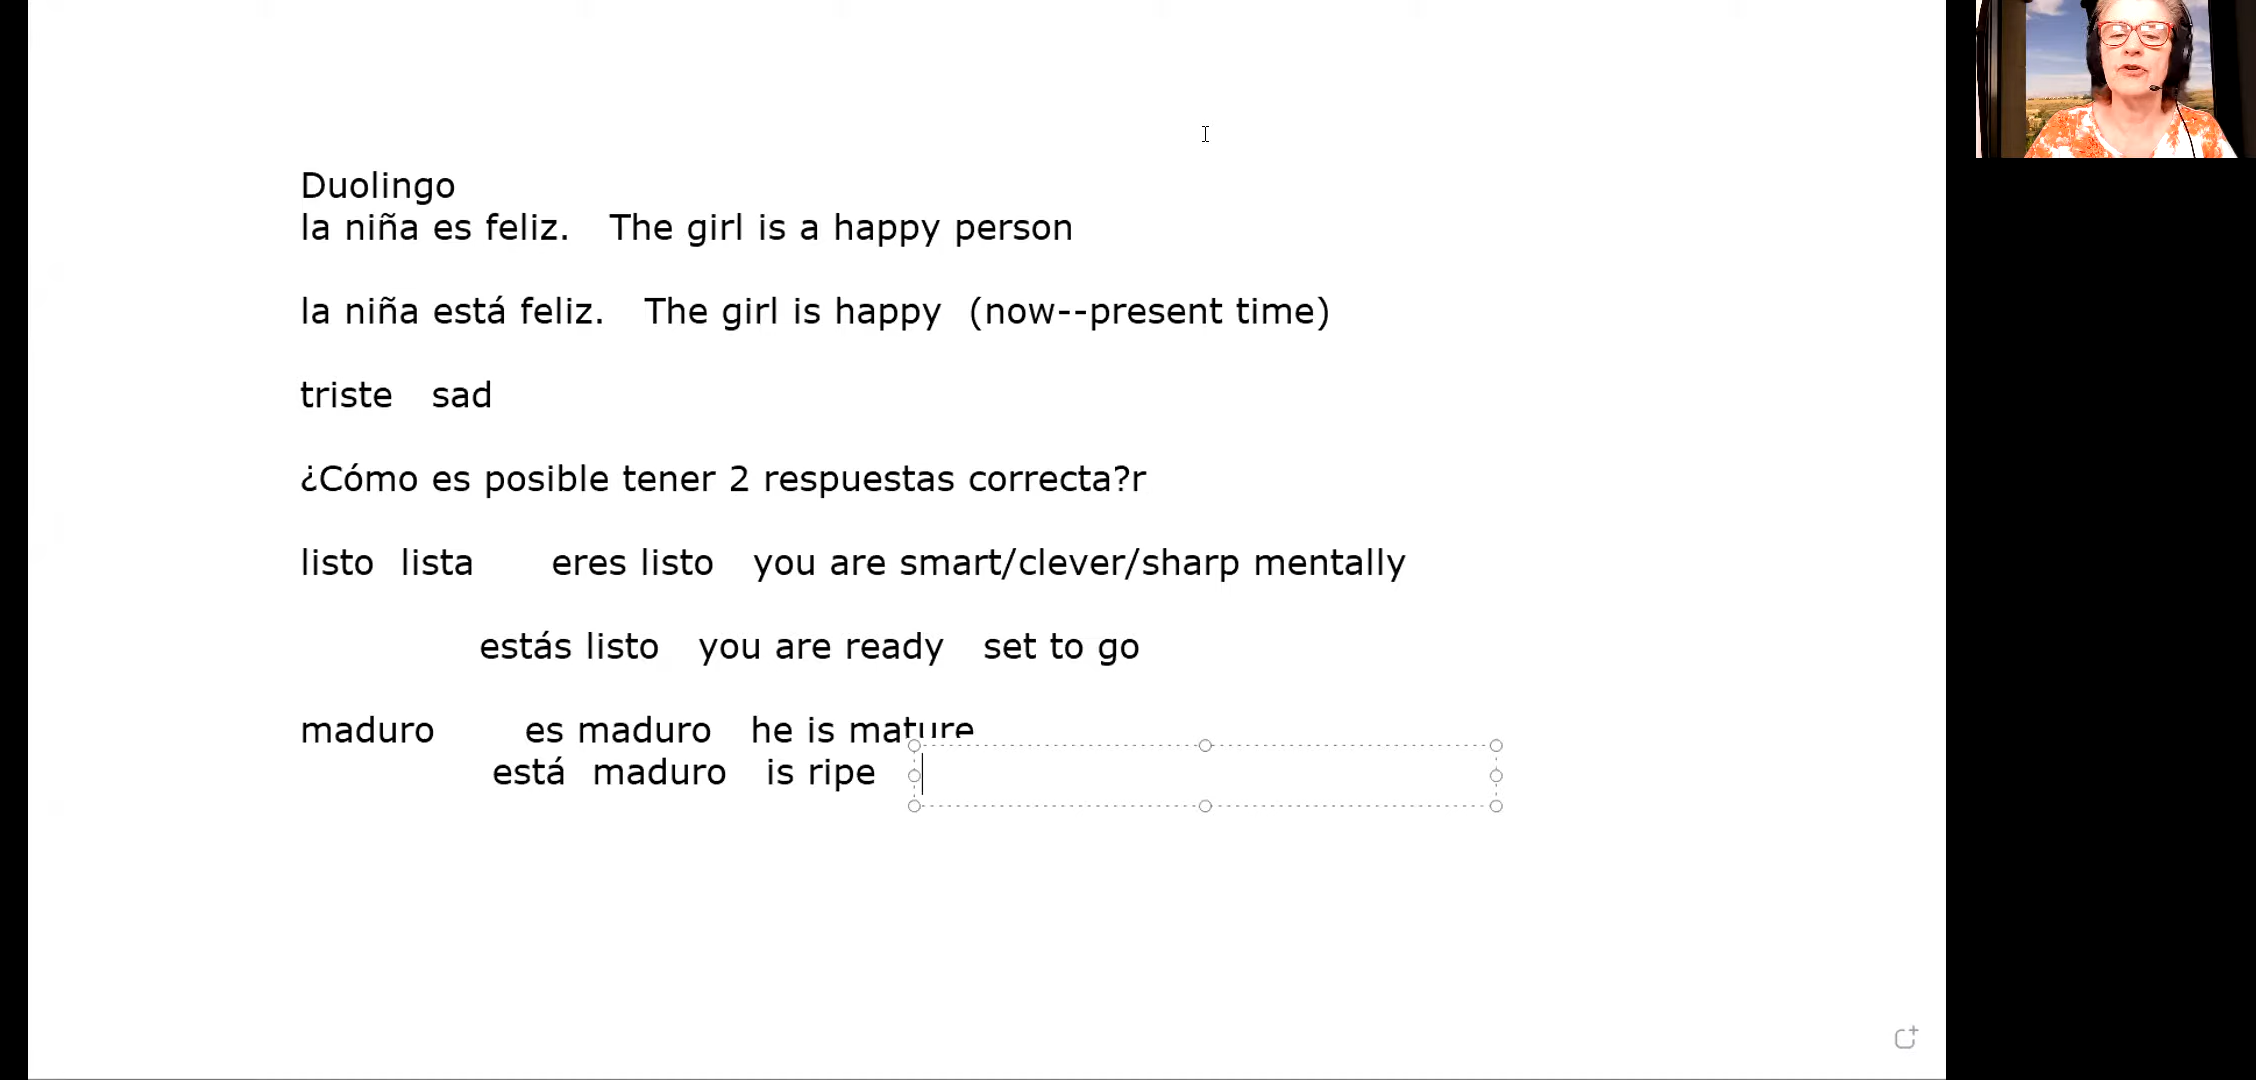 Duolingo
la niña es feliz. The girl is a happy person
la niña está feliz. The girl is happy (now--present time)
triste sad
¿Cómo es posible tener 2 respuestas correcta?r
listo lista eres listo you are smart/clever/sharp mentally
estás listo you are ready set to go
maduro es maduro he is mature
está maduro is ripe